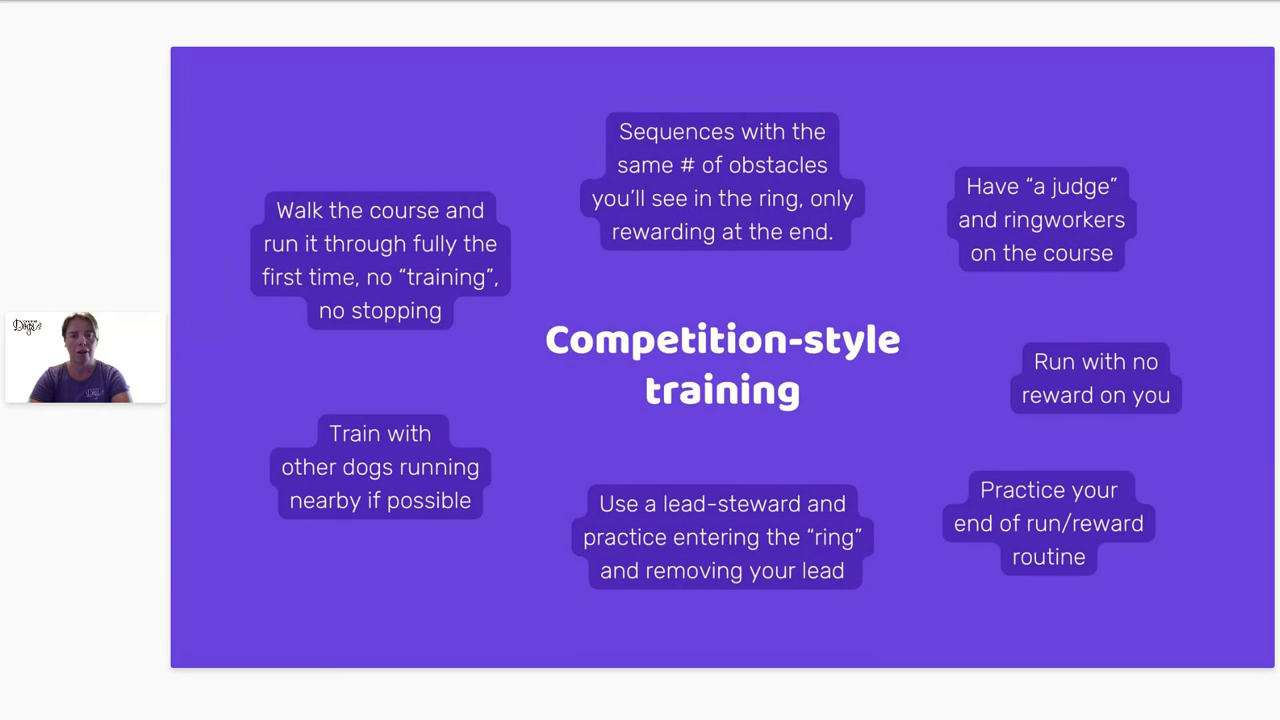 Sequences with the
same # of obstacles
you'll see in the ring, only
rewarding at the end.
Have “a judge”
and ringworkers
on the course
Walk the course and
run it through fully the
first time, no “training”,
no stopping
Competition-style
training
Run with no
reward on you
Train with
other dogs running
nearby if possible
Use a lead-steward and
practice entering the “ring”
and removing your lead
Practice your
end of run/reward
routine